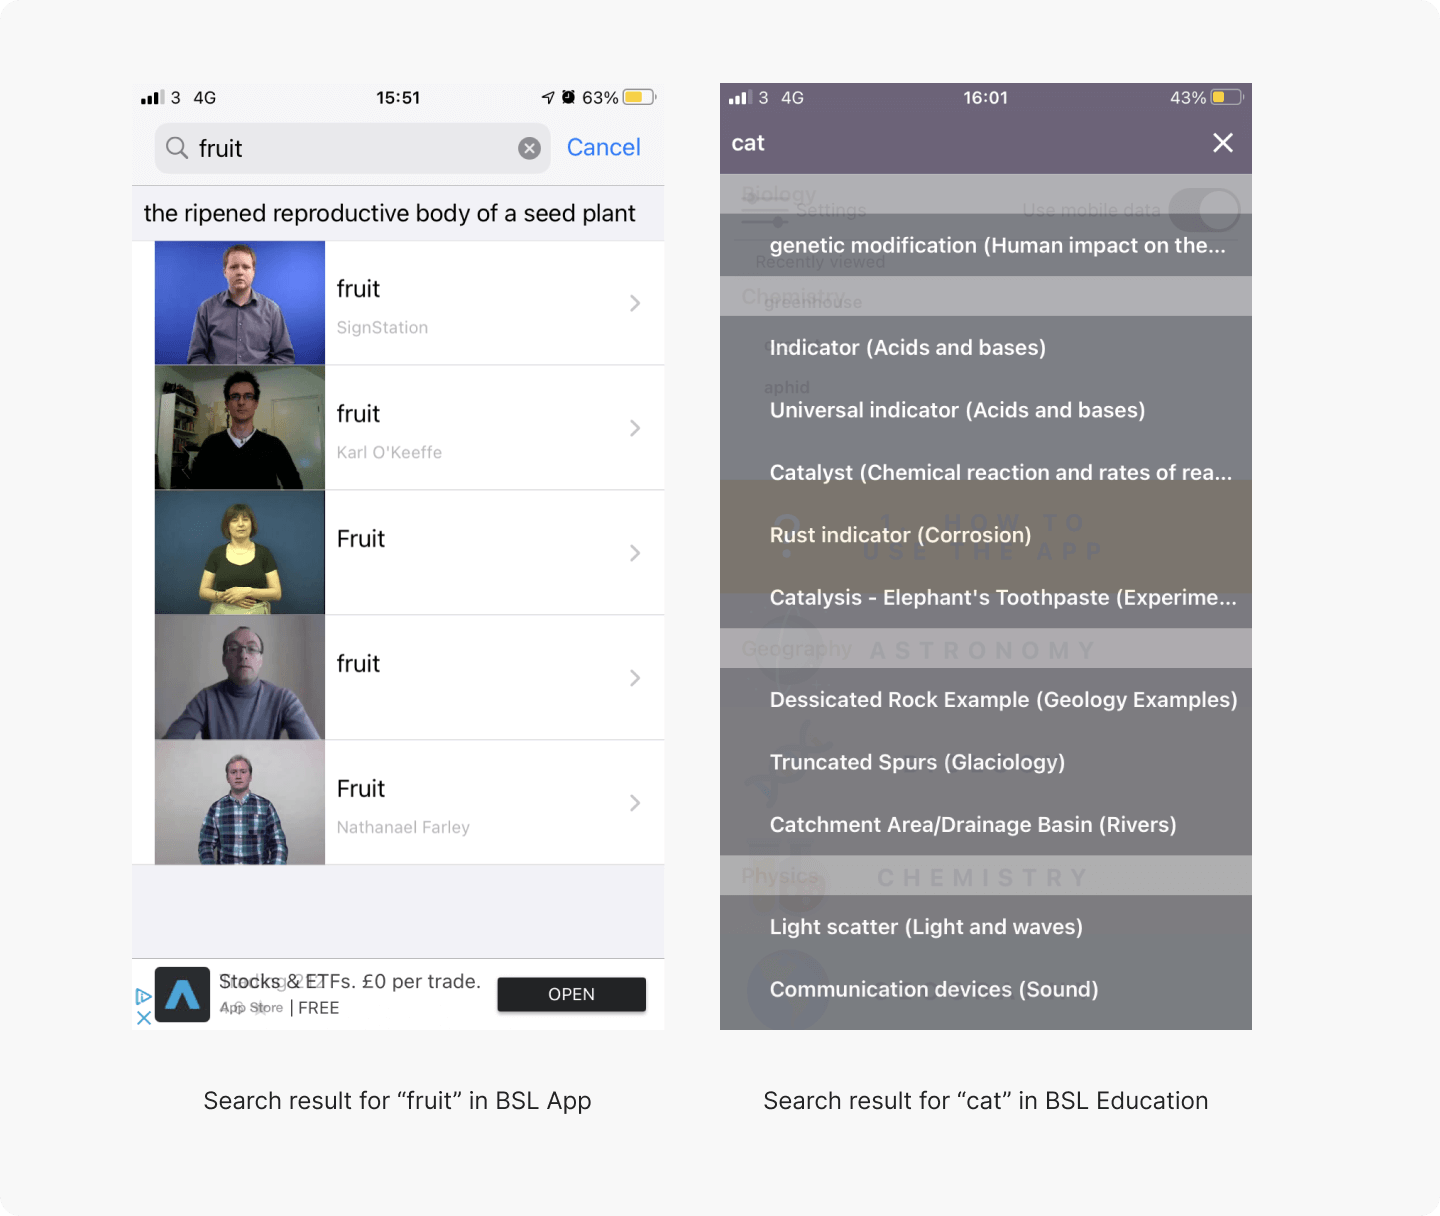 3 4G
15:51
63%
fruit
Cancel
the ripened reproductive body of a seed plant
fruit
SignStation
fruit
Karl O'Keeffe
Fruit
fruit
Fruit
Nathanael Farley
Stocks & ETFs. £0 per trade.
App Store | FREE
OPEN
Search result for “fruit” in BSL App
3 4G
16:01
43%
cat
Biology
Settings
Use mobile data
genetic modification (Human impact on the...
Recently viewed
Chemistry
greenhouse
Indicator (Acids and bases)
aphid
Universal indicator (Acids and bases)
Catalyst (Chemical reaction and rates of rea...
HOW TO
Rust indicator (Corrosion)
USE THE APP
Catalysis - Elephant's Toothpaste (Experime...
Geography
ASTRONOMY
Dessicated Rock Example (Geology Examples)
Truncated Spurs (Glaciology)
Catchment Area/Drainage Basin (Rivers)
Physics
CHEMISTRY
Light scatter (Light and waves)
Communication devices (Sound)
Search result for “cat” in BSL Education